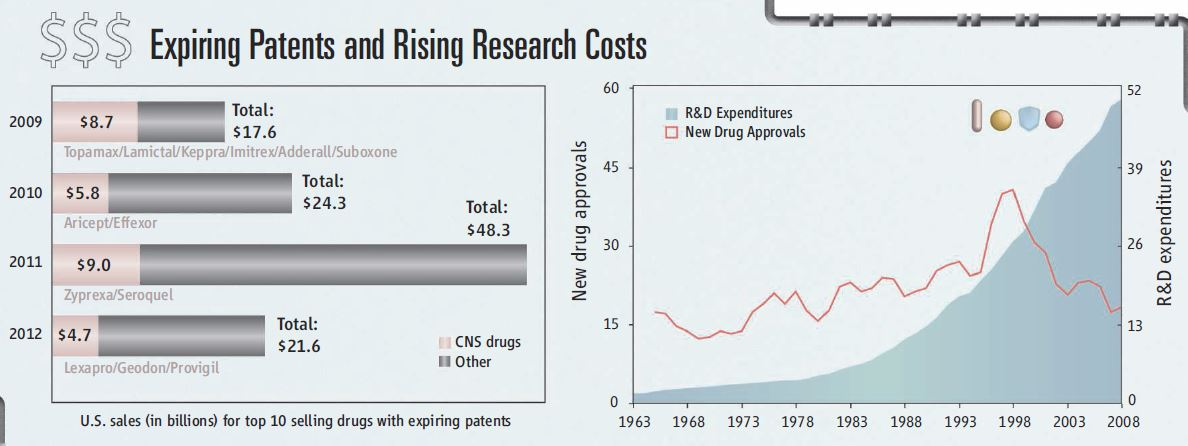 $$$ Expiring Patents and Rising Research Costs
2009
$8.7
Total:
$17.6
Topamax/Lamictal/Keppra/Imitrex/Adderall/Suboxone
2010
$5.8
Total:
$24.3
Aricept/Effexor
2011
$9.0
Total:
$48.3
Zyprexa/Seroquel
2012
$4.7
Total:
$21.6
Lexapro/Geodon/Provigil
CNS drugs
Other
U.S. sales (in billions) for top 10 selling drugs with expiring patents
New drug approvals
60
45
30
15
0
R&D Expenditures
New Drug Approvals
52
39
26
13
0
R&D expenditures
1963 1968 1973 1978 1983 1988 1993 1998 2003 2008